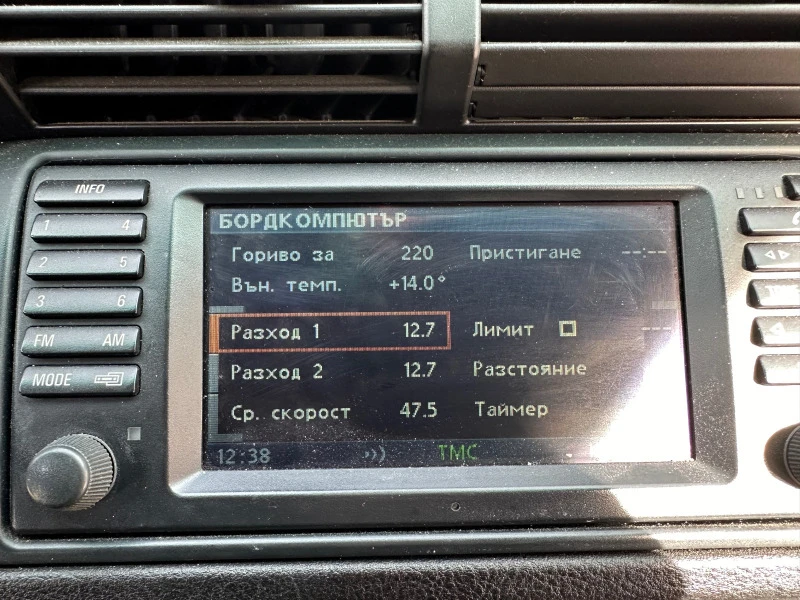 INFO
1 4
2 5
3 6
FM AM
MODE
БОРДКОМПЮТЪР
Гориво за 220 Пристигане --:--
Вън. темп. +14.0°
Разход 1 12.7 Лимит ---
Разход 2 12.7 Разстояние
Ср. скорост 47.5 Таймер
12:38 TMC